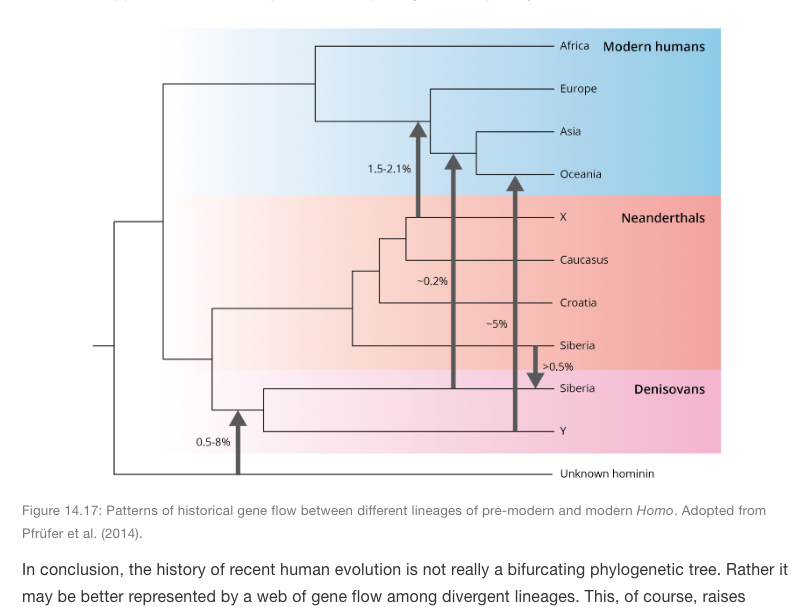 Africa Modern humans
Europe
Asia
1.5-2.1%
Oceania
X Neanderthals
Caucasus
~0.2%
Croatia
~5%
Siberia
>0.5%
Siberia Denisovans
Y
0.5-8%
Unknown hominin
Figure 14.17: Patterns of historical gene flow between different lineages of pre-modern and modern Homo. Adopted from
Pfrüfer et al. (2014).
In conclusion, the history of recent human evolution is not really a bifurcating phylogenetic tree. Rather it
may be better represented by a web of gene flow among divergent lineages. This, of course, raises